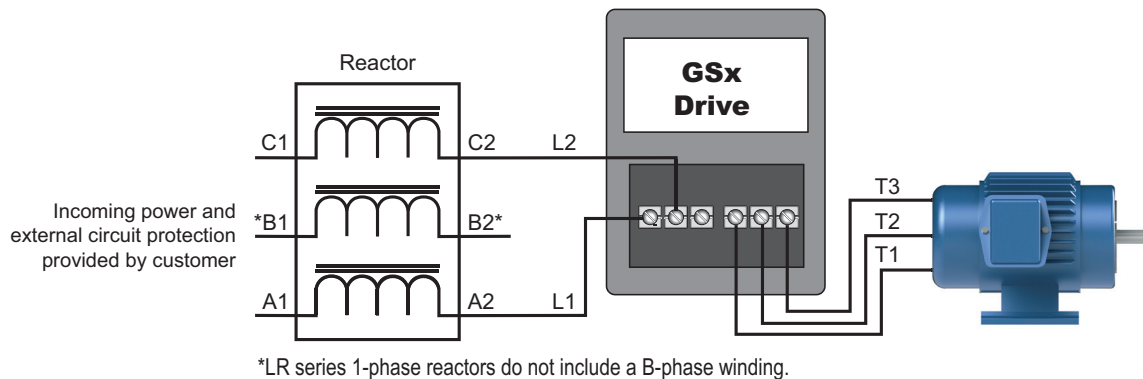 Reactor
GSx
Drive
C1
C2
L2
*B1
B2*
A1
A2
L1
Incoming power and
external circuit protection
provided by customer
T3
T2
T1
*LR series 1-phase reactors do not include a B-phase winding.